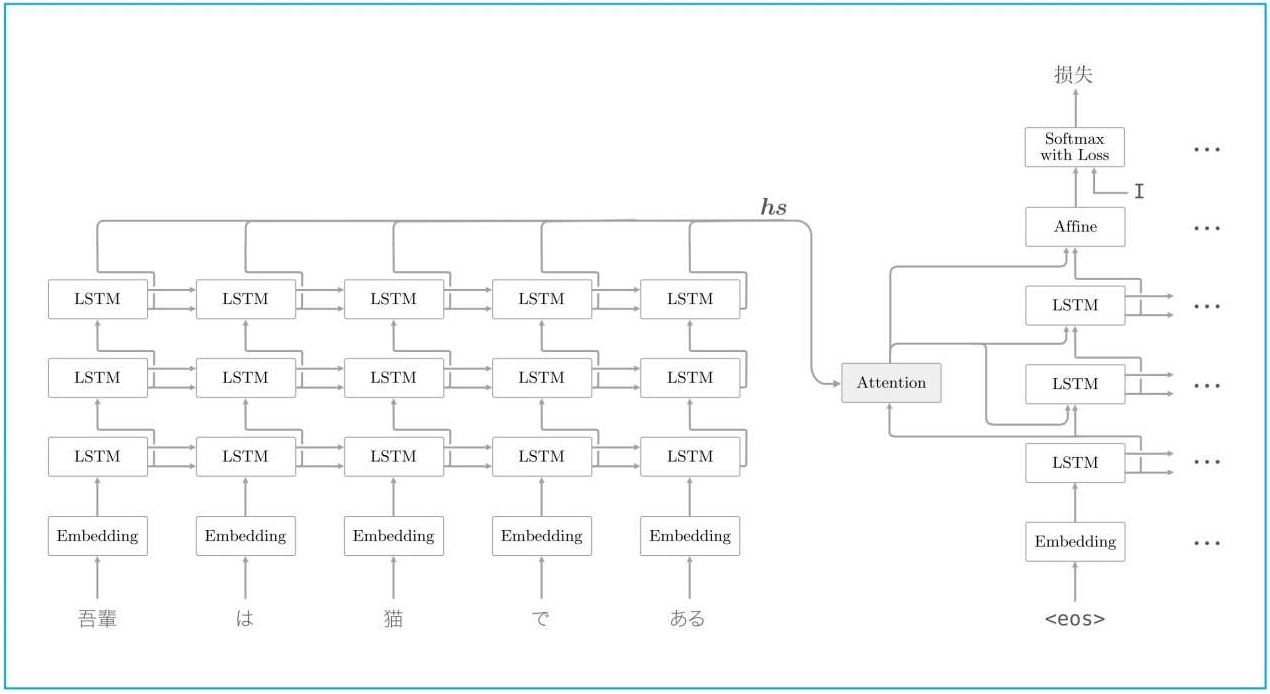 损失
Softmax
with Loss
...
I
hs
Affine
...
LSTM LSTM LSTM LSTM LSTM
LSTM
...
LSTM LSTM LSTM LSTM LSTM
Attention
LSTM
...
LSTM LSTM LSTM LSTM LSTM
LSTM
...
Embedding Embedding Embedding Embedding Embedding
Embedding
...
吾輩 は 猫 で ある
<eos>